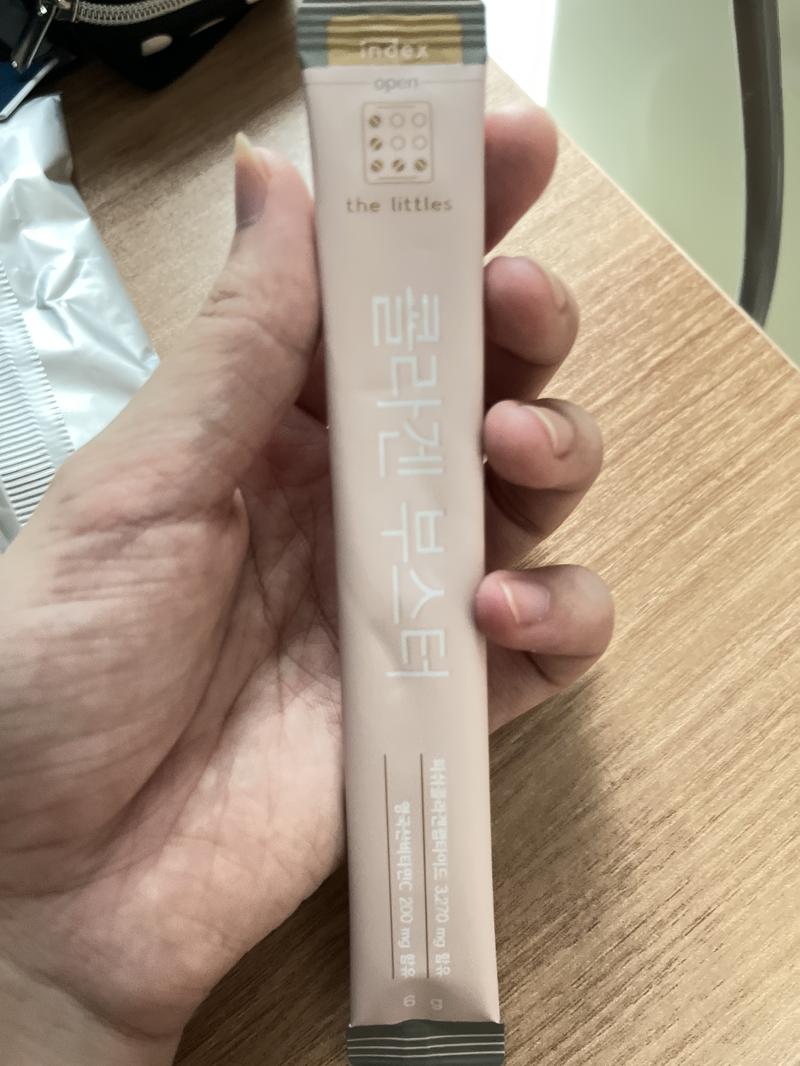 index
open
the littles
콜라겐 부스터
피쉬콜라겐펩타이드 3,270 mg 함유
영국산비타민C 200 mg 함유
6 g